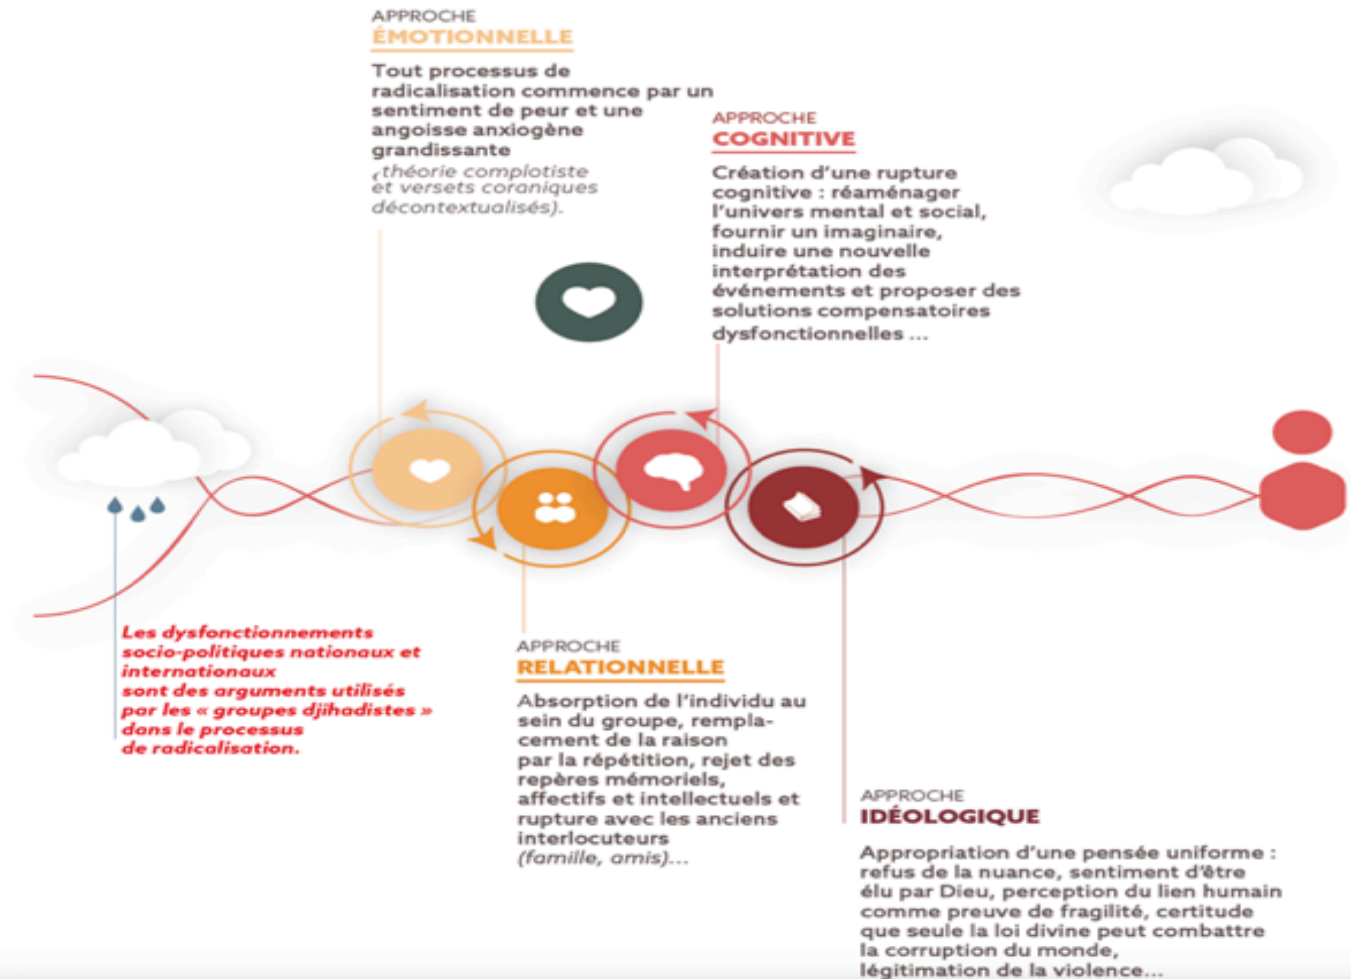 APPROCHE
ÉMOTIONNELLE
Tout processus de
radicalisation commence par un
sentiment de peur et une
angoisse anxiogène
grandissante
(théorie complotiste
et versets coraniques
décontextualisés).
APPROCHE
COGNITIVE
Création d'une rupture
cognitive : réaménager
l'univers mental et social,
fournir un imaginaire,
induire une nouvelle
interprétation des
événements et proposer des
solutions compensatoires
dysfonctionnelles ...
Les dysfonctionnements
socio-politiques nationaux et
internationaux
sont des arguments utilisés
par les « groupes djihadistes »
dans le processus
de radicalisation.
APPROCHE
RELATIONNELLE
Absorption de l'individu au
sein du groupe, rempla-
cement de la raison
par la répétition, rejet des
repères mémoriels,
affectifs et intellectuels et
rupture avec les anciens
interlocuteurs
(famille, amis)...
APPROCHE
IDÉOLOGIQUE
Appropriation d'une pensée uniforme :
refus de la nuance, sentiment d'être
élu par Dieu, perception du lien humain
comme preuve de fragilité, certitude
que seule la loi divine peut combattre
la corruption du monde,
légitimation de la violence...